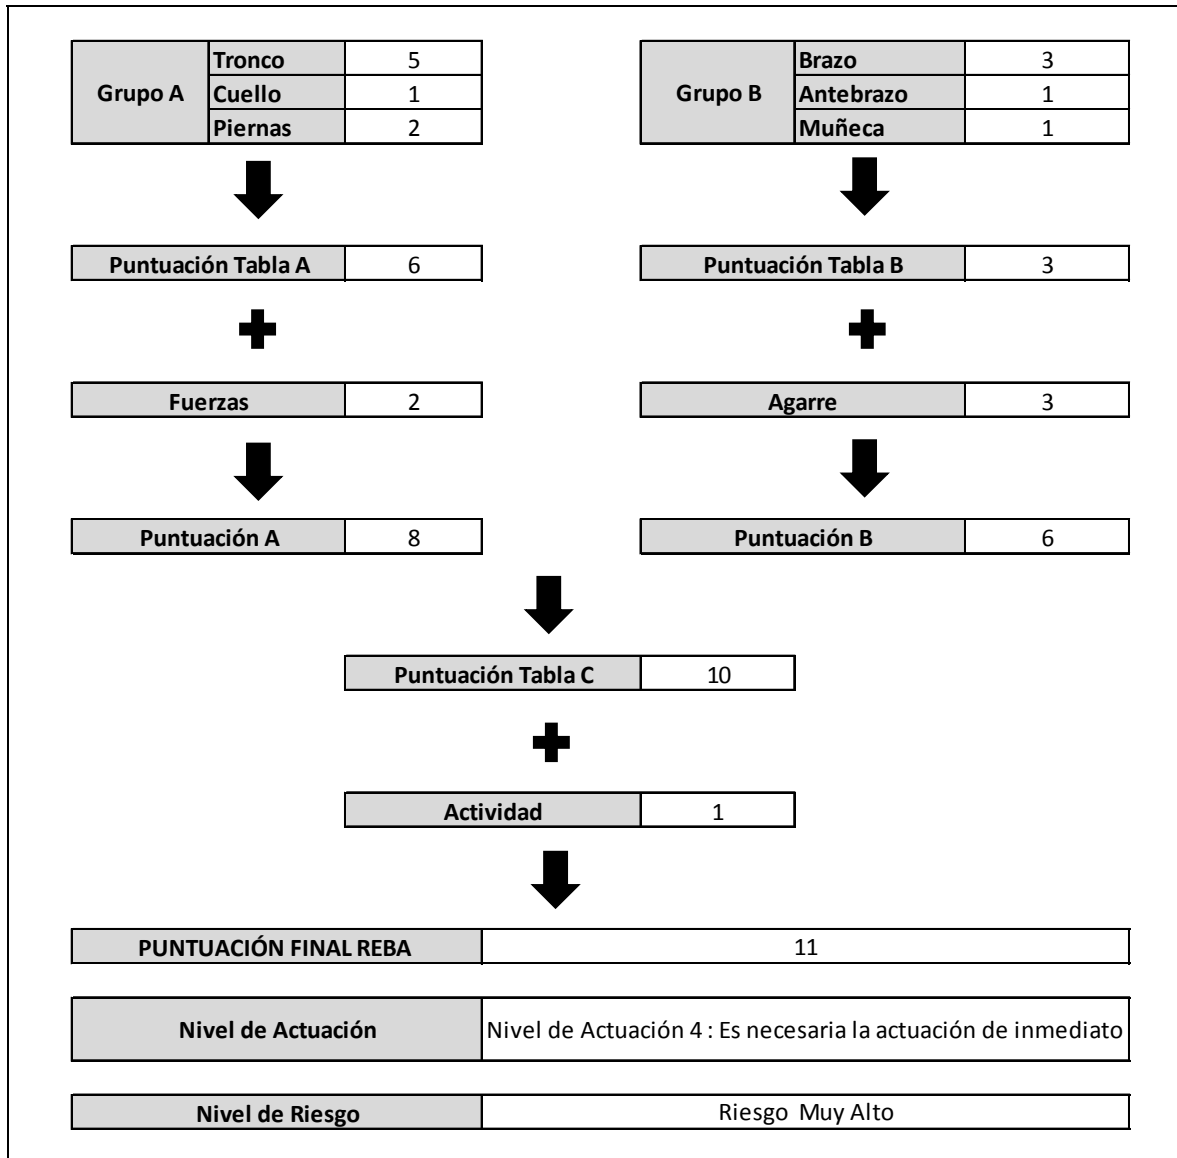 Grupo A
Tronco 5
Cuello 1
Piernas 2
Grupo B
Brazo 3
Antebrazo 1
Muñeca 1
Puntuación Tabla A 6
Puntuación Tabla B 3
Fuerzas 2
Agarre 3
Puntuación A 8
Puntuación B 6
Puntuación Tabla C 10
Actividad 1
PUNTUACIÓN FINAL REBA 11
Nivel de Actuación Nivel de Actuación 4 : Es necesaria la actuación de inmediato
Nivel de Riesgo Riesgo Muy Alto